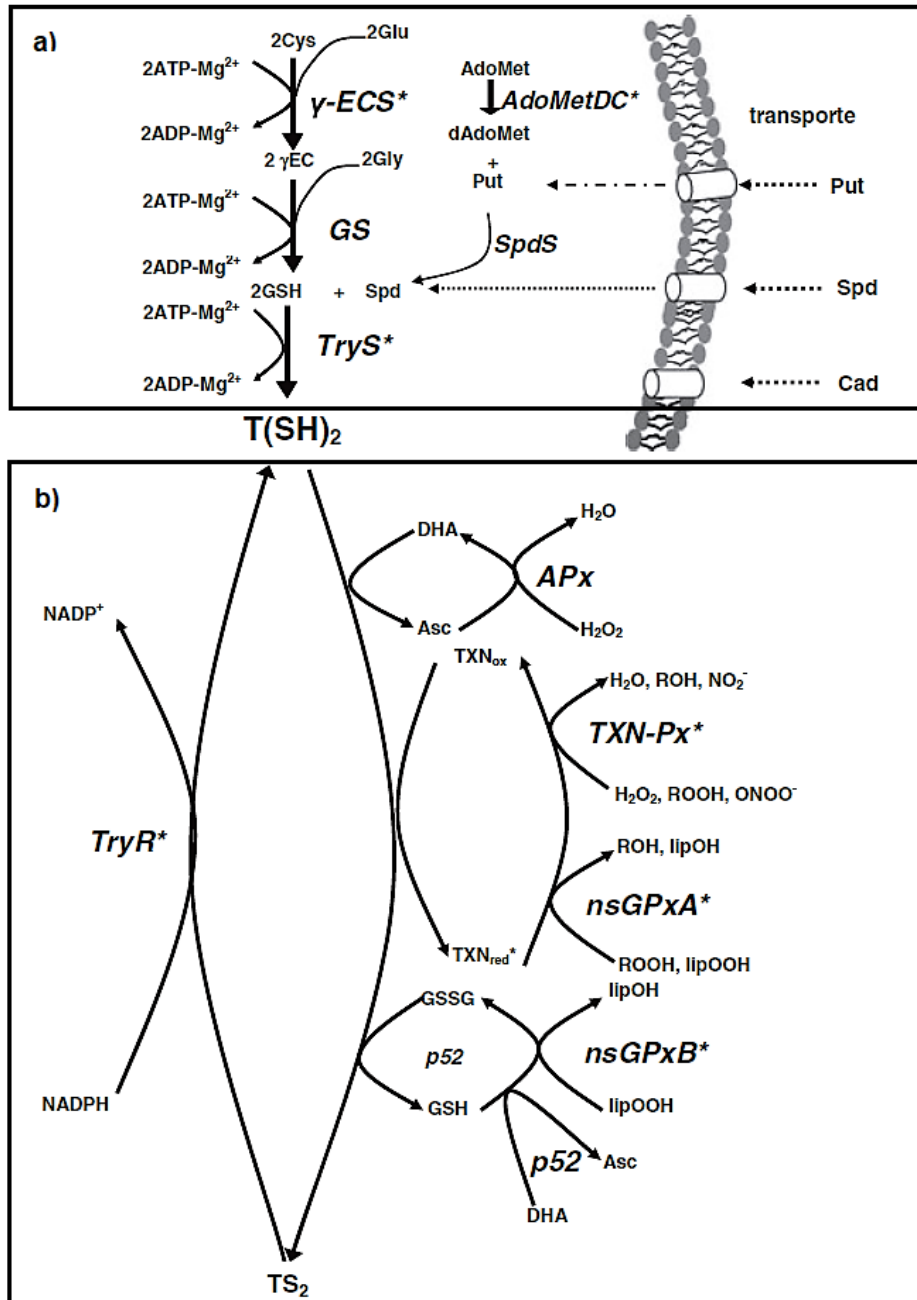 a)
2Cys
2Glu
2ATP-Mg²⁺
γ-ECS*
2ADP-Mg²⁺
2 γEC
2Gly
2ATP-Mg²⁺
GS
2ADP-Mg²⁺
2GSH + Spd
2ATP-Mg²⁺
TryS*
2ADP-Mg²⁺
T(SH)₂
AdoMet
AdoMetDC*
dAdoMet
+
Put
SpdS
transporte
Put
Spd
Cad
b)
NADP⁺
TryR*
NADPH
TS₂
DHA
H₂O
APx
Asc
H₂O₂
TXNox
H₂O, ROH, NO₂⁻
TXN-Px*
H₂O₂, ROOH, ONOO⁻
ROH, lipOH
nsGPxA*
TXNred*
ROOH, lipOOH
lipOH
GSSG
p52
nsGPxB*
GSH
lipOOH
p52
Asc
DHA